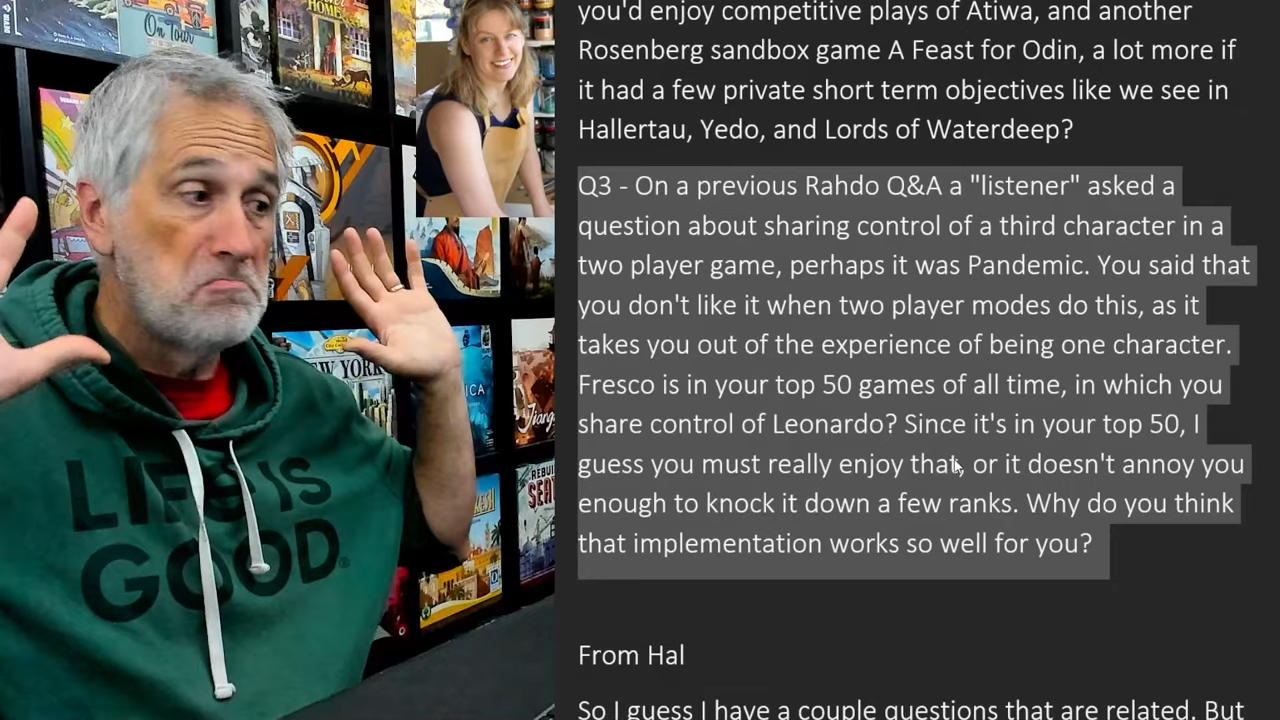 you'd enjoy competitive plays of Atiwa, and another
Rosenberg sandbox game A Feast for Odin, a lot more if
it had a few private short term objectives like we see in
Hallertau, Yedo, and Lords of Waterdeep?
Q3 - On a previous Rahdo Q&A a "listener" asked a
question about sharing control of a third character in a
two player game, perhaps it was Pandemic. You said that
you don't like it when two player modes do this, as it
takes you out of the experience of being one character.
Fresco is in your top 50 games of all time, in which you
share control of Leonardo? Since it's in your top 50, I
guess you must really enjoy that, or it doesn't annoy you
enough to knock it down a few ranks. Why do you think
that implementation works so well for you?
From Hal
So I guess I have a couple questions that are related. But
On Tour
HOME
NEW YORK
LIFE IS
GOOD